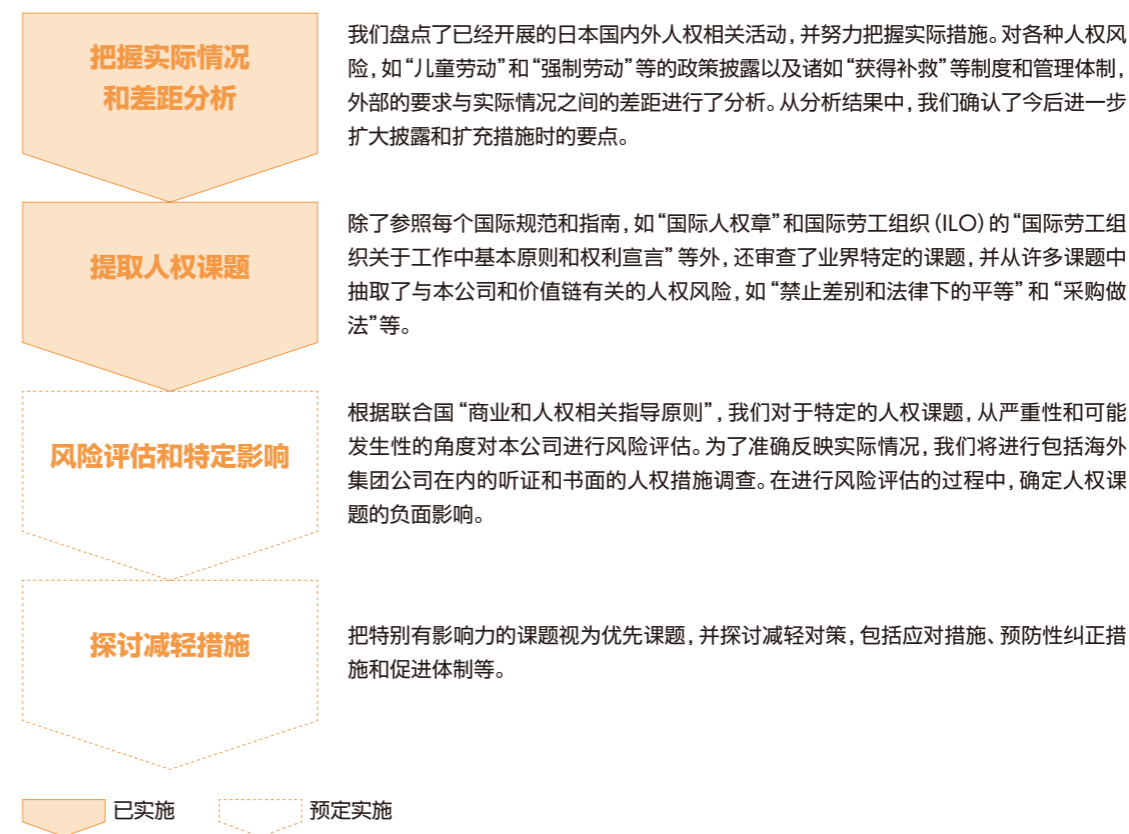 把握实际情况
和差距分析
我们盘点了已经开展的日本国内外人权相关活动,并努力把握实际措施。对各种人权风
险,如“儿童劳动”和“强制劳动”等的政策披露以及诸如“获得补救”等制度和管理体制,
外部的要求与实际情况之间的差距进行了分析。从分析结果中,我们确认了今后进一步
扩大披露和扩充措施时的要点。
提取人权课题
除了参照每个国际规范和指南,如“国际人权章”和国际劳工组织(ILO)的“国际劳工组
织关于工作中基本原则和权利宣言”等外,还审查了业界特定的课题,并从许多课题中
抽取了与本公司和价值链有关的人权风险,如“禁止差别和法律下的平等”和“采购做
法”等。
风险评估和特定影响
根据联合国“商业和人权相关指导原则”,我们对于特定的人权课题,从严重性和可能
发生性的角度对本公司进行风险评估。为了准确反映实际情况,我们将进行包括海外
集团公司在内的听证和书面的人权措施调查。在进行风险评估的过程中,确定人权课
题的负面影响。
探讨减轻措施
把特别有影响力的课题视为优先课题,并探讨减轻对策,包括应对措施、预防性纠正措
施和促进体制等。
已实施
预定实施